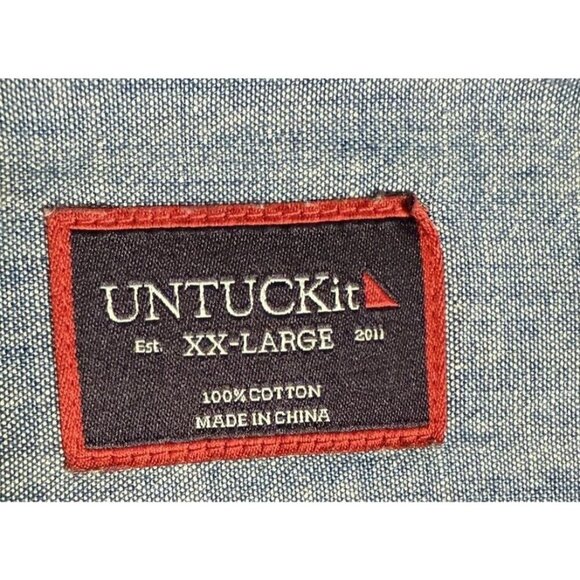 UNTUCKit
Est. XX-LARGE 2011
100% COTTON
MADE IN CHINA